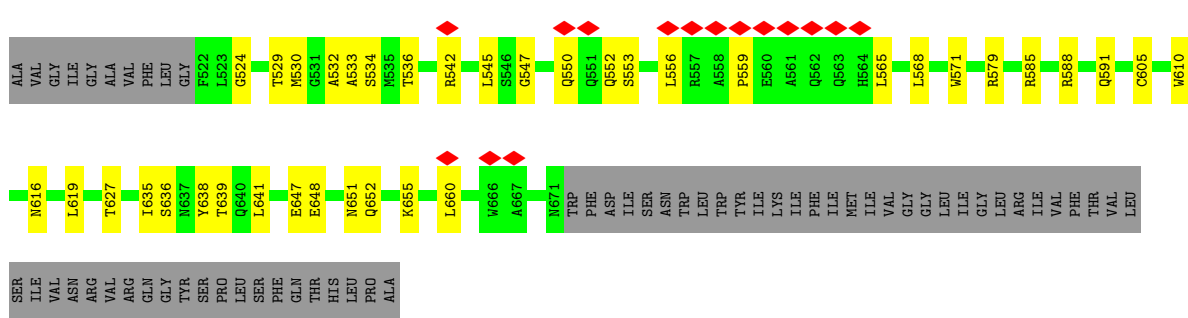 ALA VAL GLY ILE GLY ALA VAL PHE LEU GLY F522 L523 G524 T529 M530 G531 A532 A533 S534 M535 T536 R542 L545 S546 G547 Q550 Q551 Q552 S553 L556 R557 A558 P559 E560 A561 Q562 Q563 H564 L565 L568 W571 R579 R585 R588 Q591 C605 W610
N616 L619 T627 I635 S636 N637 Y638 T639 Q640 L641 E647 E648 N651 Q652 K655 L660 W666 A667 N671 TRP PHE ASP ILE SER ASN TRP LEU TRP TYR ILE LYS ILE PHE ILE MET ILE VAL GLY GLY LEU ILE GLY LEU ARG ILE VAL PHE THR VAL LEU
SER ILE VAL ASN ARG VAL ARG GLN GLY TYR SER PRO LEU SER PHE GLN THR HIS LEU PRO ALA